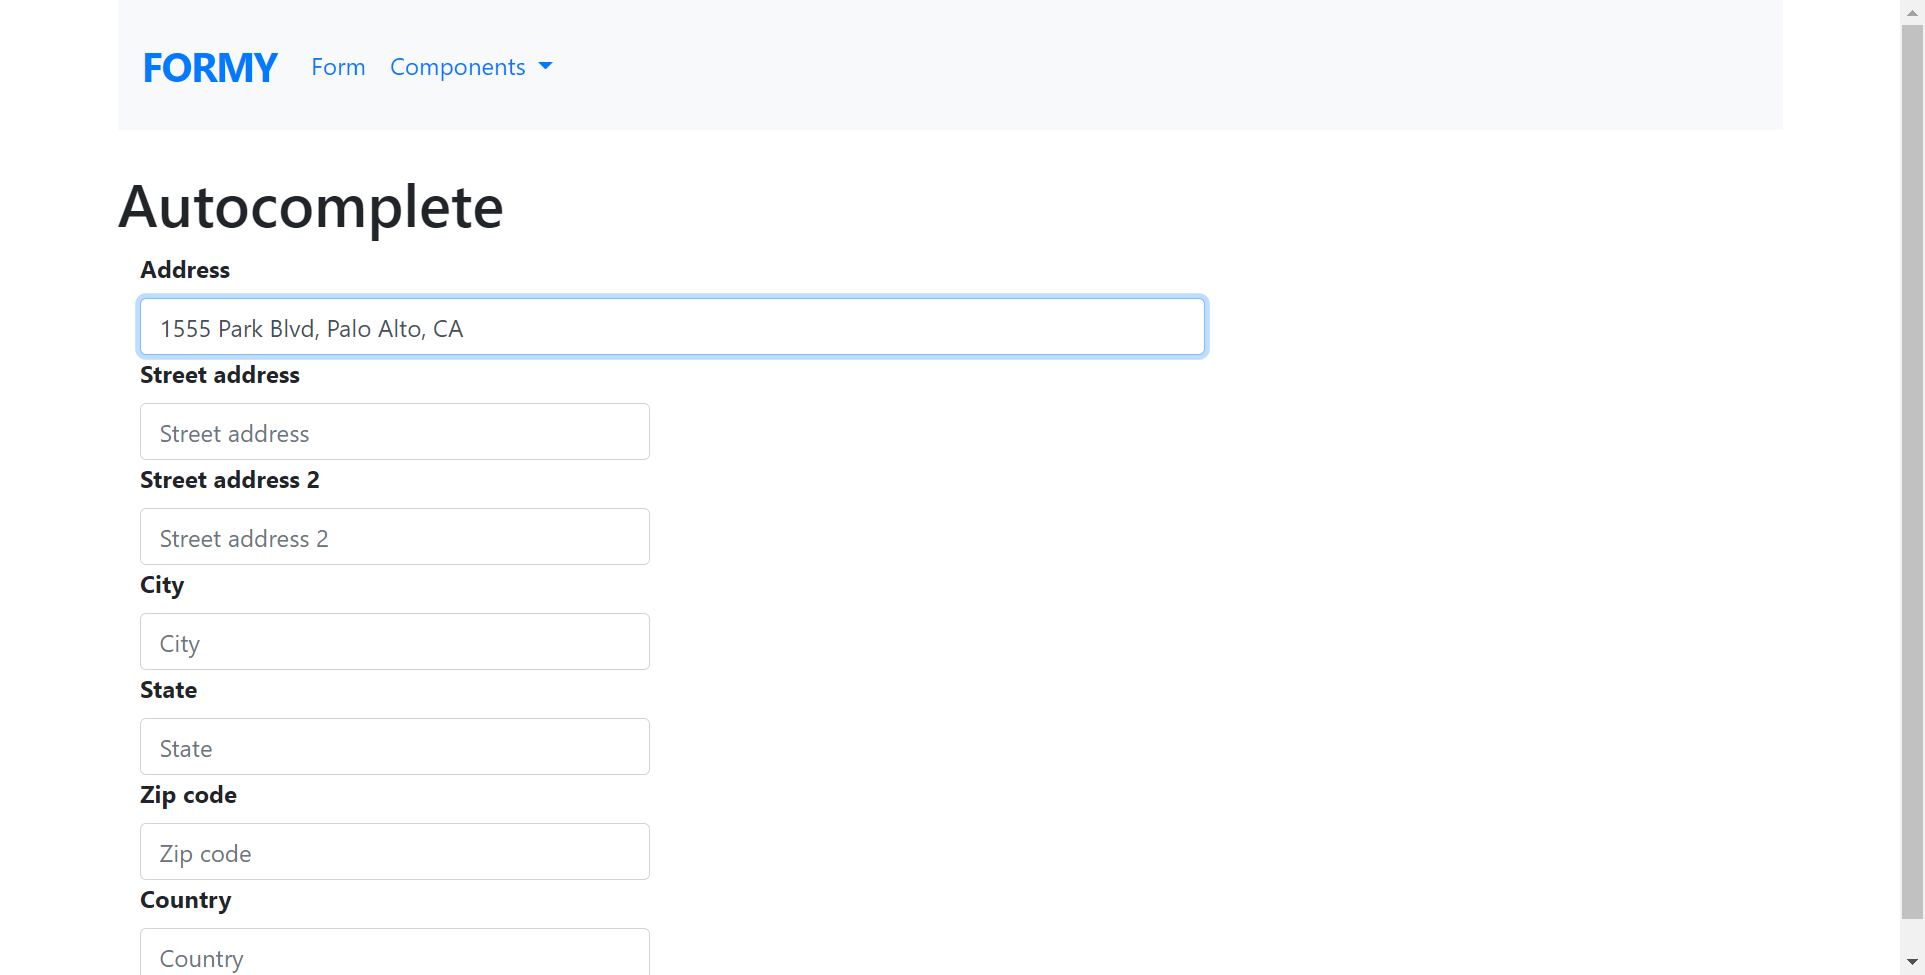 FORMY Form Components
Autocomplete
Address
1555 Park Blvd, Palo Alto, CA
Street address
Street address
Street address 2
Street address 2
City
City
State
State
Zip code
Zip code
Country
Country